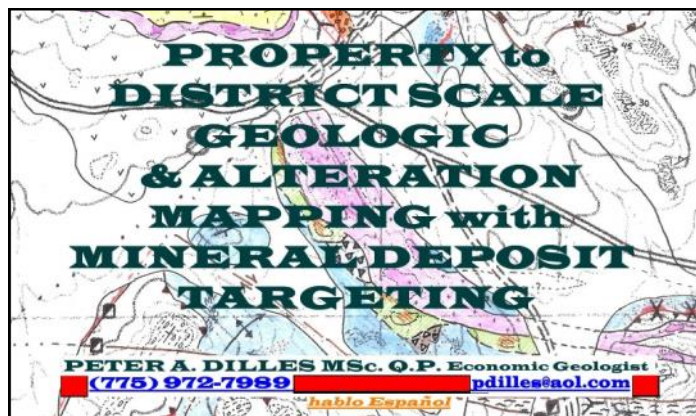 PROPERTY to
DISTRICT SCALE
GEOLOGIC
& ALTERATION
MAPPING with
MINERAL DEPOSIT
TARGETING
PETER A. DILLES MSc. Q.P. Economic Geologist
(775) 972-7989 pdilles@aol.com
hablo Español